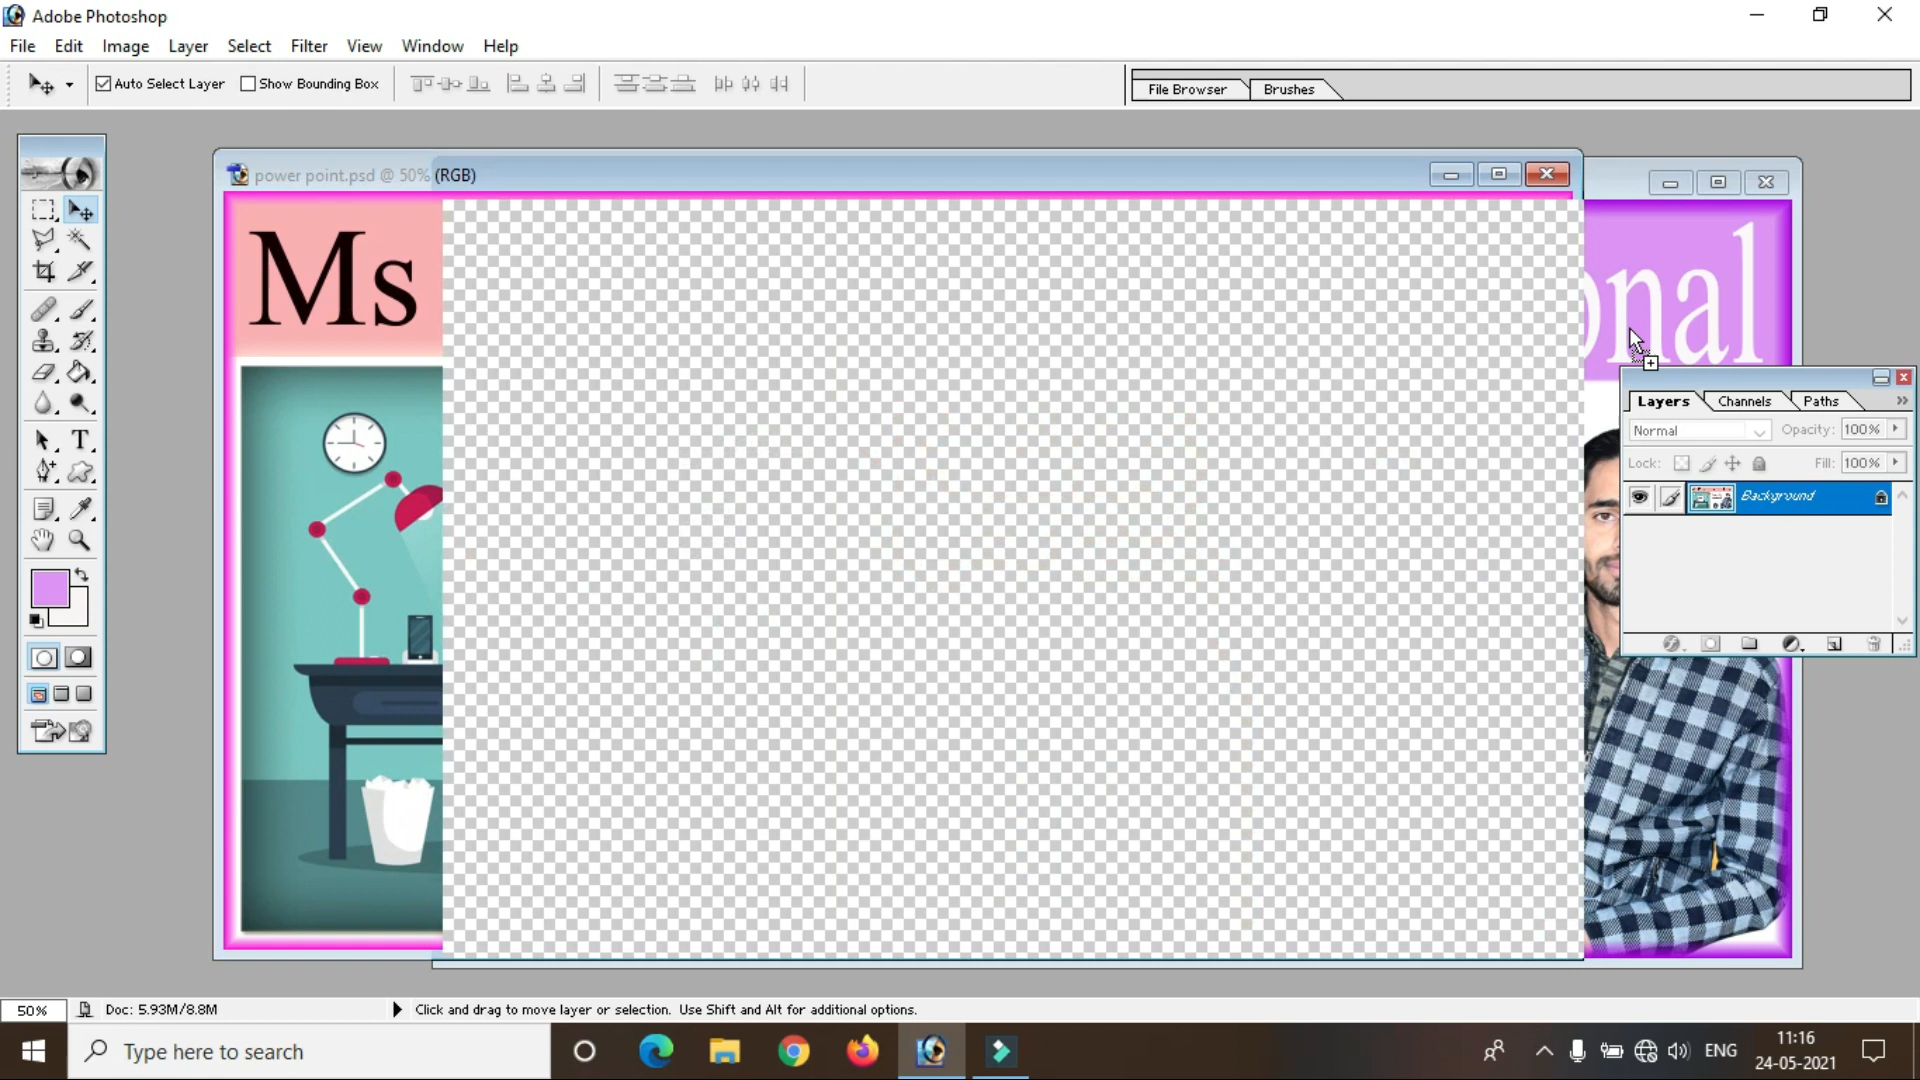 Adobe Photoshop
File Edit Image Layer Select Filter View Window Help
Auto Select Layer Show Bounding Box File Browser Brushes
power point.psd @ 50% (RGB)
Ms onal
Layers Channels Paths
Normal Opacity: 100%
Lock: Fill: 100%
Background
T
50% Doc: 5.93M/8.8M Click and drag to move layer or selection. Use Shift and Alt for additional options.
Type here to search
ENG
11:16
24-05-2021